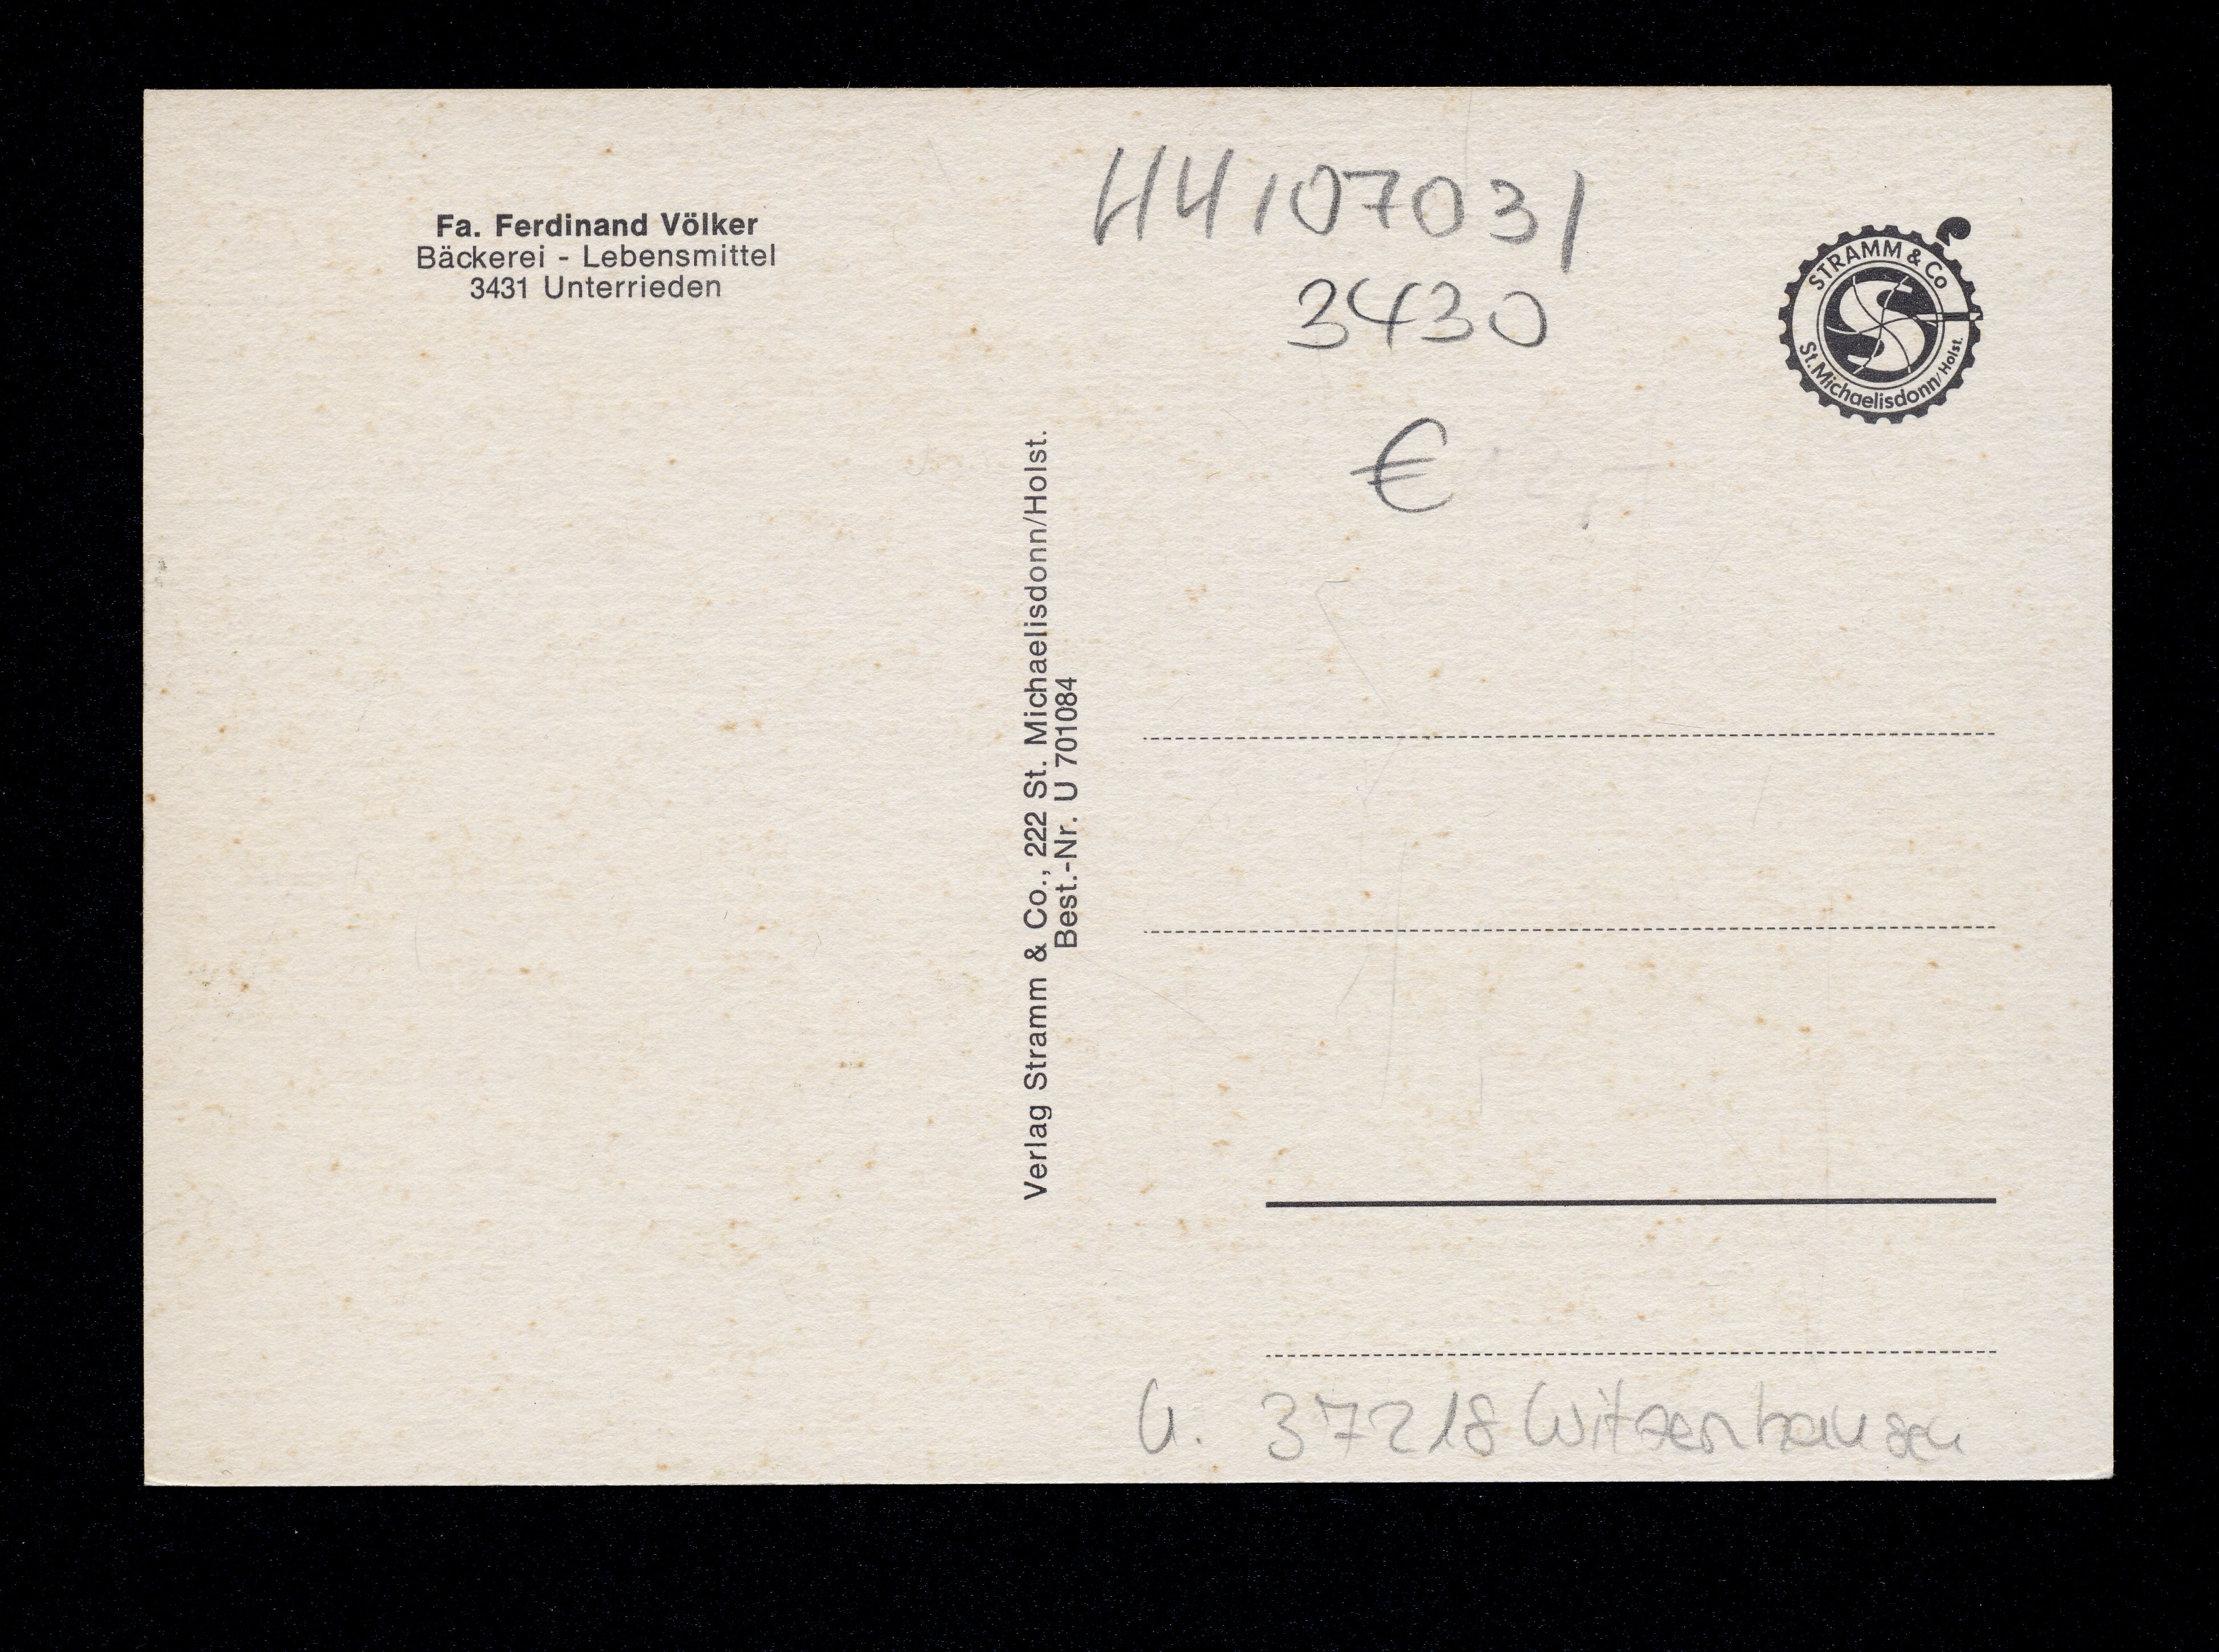 Fa. Ferdinand Völker
Bäckerei - Lebensmittel
3431 Unterrieden
HH107031
3430
€
STRAMM & Co
St. Michaelisdonn/Holst.
Verlag Stramm & Co., 222 St. Michaelisdonn/Holst.
Best.-Nr. U 701084
U. 37218 Witzenhausen